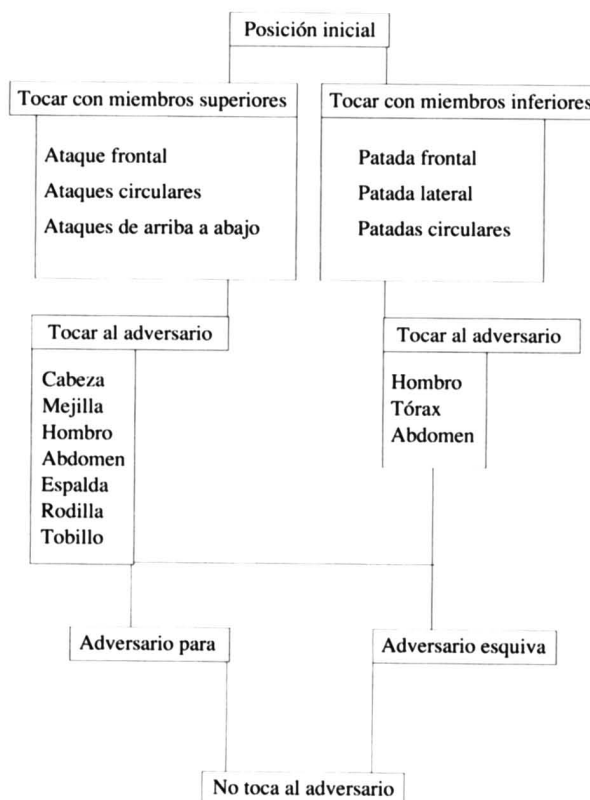 Posición inicial
Tocar con miembros superiores
Ataque frontal
Ataques circulares
Ataques de arriba a abajo
Tocar con miembros inferiores
Patada frontal
Patada lateral
Patadas circulares
Tocar al adversario
Cabeza
Mejilla
Hombro
Abdomen
Espalda
Rodilla
Tobillo
Tocar al adversario
Hombro
Tórax
Abdomen
Adversario para
Adversario esquiva
No toca al adversario